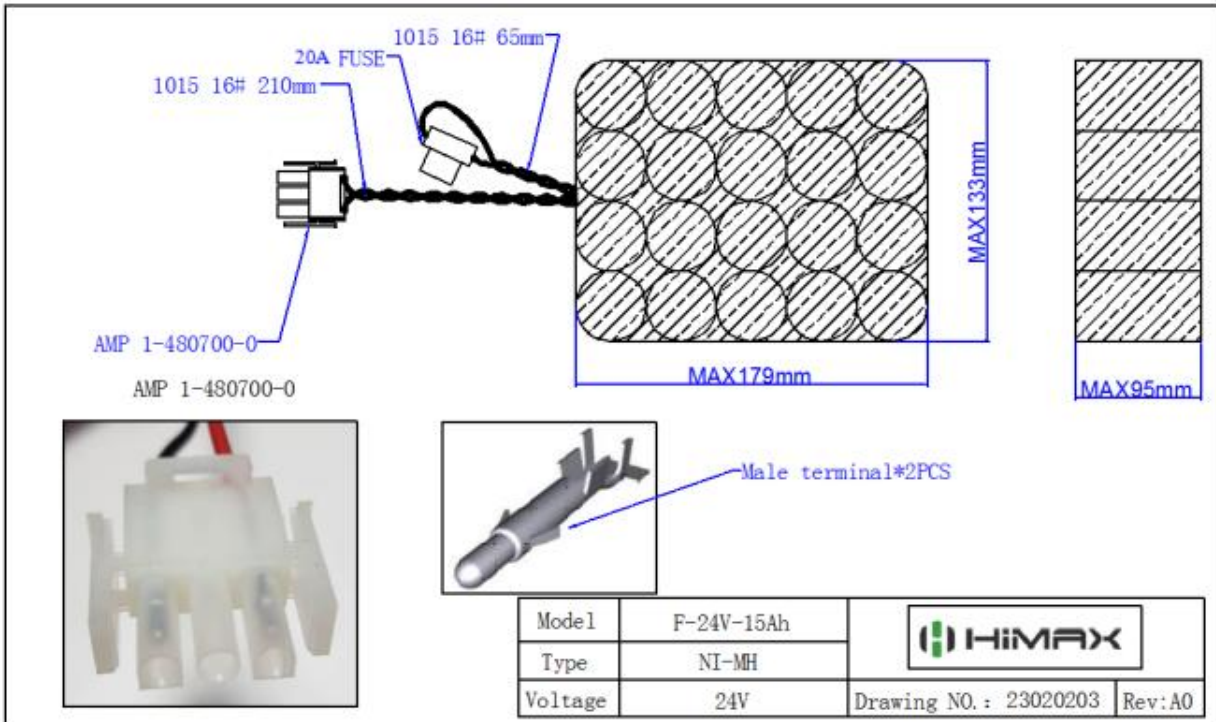 1015 16# 65mm
20A FUSE
1015 16# 210mm
MAX133mm
AMP 1-480700-0
MAX179mm
MAX95mm
AMP 1-480700-0
Male terminal*2PCS
Model F-24V-15Ah
HiMAX
Type NI-MH
Voltage 24V Drawing NO.: 23020203 Rev:A0